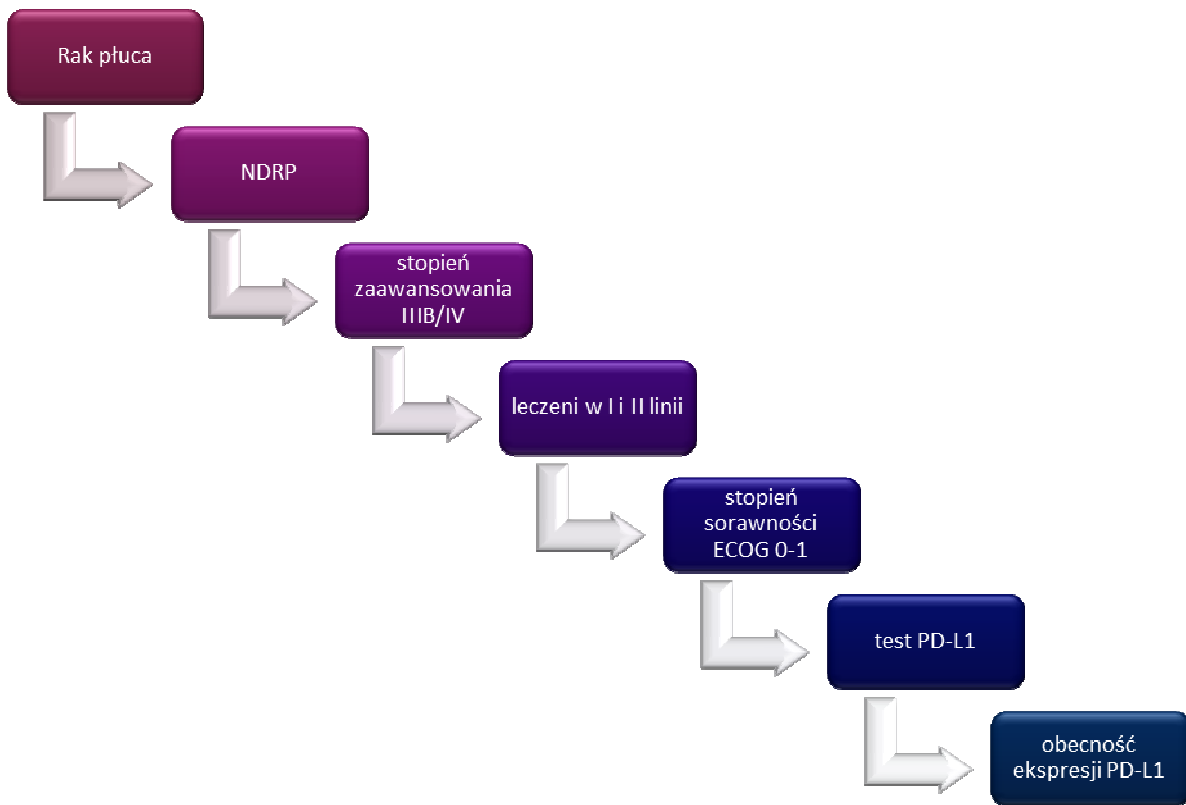 Rak płuca
NDRP
stopień
zaawansowania
IIIB/IV
leczeni w I i II linii
stopień
sorawności
ECOG 0-1
test PD-L1
obecność
ekspresji PD-L1